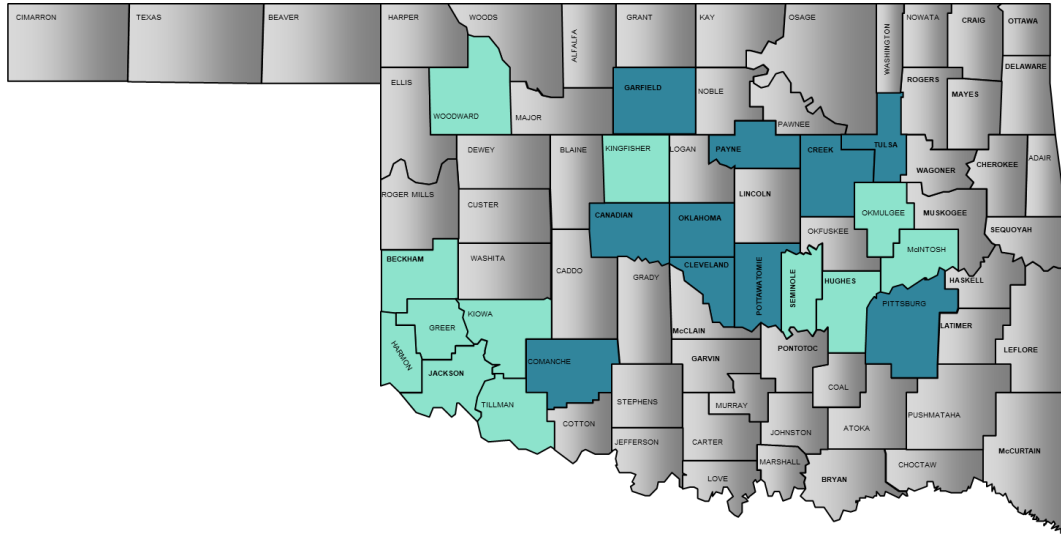 CIMARRON
TEXAS
BEAVER
HARPER
WOODS
ALFALFA
GRANT
KAY
OSAGE
WASHINGTON
NOWATA
CRAIG
OTTAWA
ELLIS
WOODWARD
MAJOR
GARFIELD
NOBLE
PAWNEE
ROGERS
MAYES
DELAWARE
DEWEY
BLAINE
KINGFISHER
LOGAN
PAYNE
CREEK
TULSA
WAGONER
CHEROKEE
ADAIR
ROGER MILLS
CUSTER
CANADIAN
OKLAHOMA
LINCOLN
OKFUSKEE
OKMULGEE
MUSKOGEE
SEQUOYAH
BECKHAM
WASHITA
CADDO
GRADY
CLEVELAND
POTTAWATOMIE
SEMINOLE
HUGHES
McINTOSH
HASKELL
HARMON
GREER
KIOWA
McCLAIN
PITTSBURG
LATIMER
LEFLORE
JACKSON
COMANCHE
GARVIN
PONTOTOC
COAL
TILLMAN
COTTON
STEPHENS
MURRAY
JOHNSTON
ATOKA
PUSHMATAHA
JEFFERSON
CARTER
LOVE
MARSHALL
BRYAN
CHOCTAW
McCURTAIN